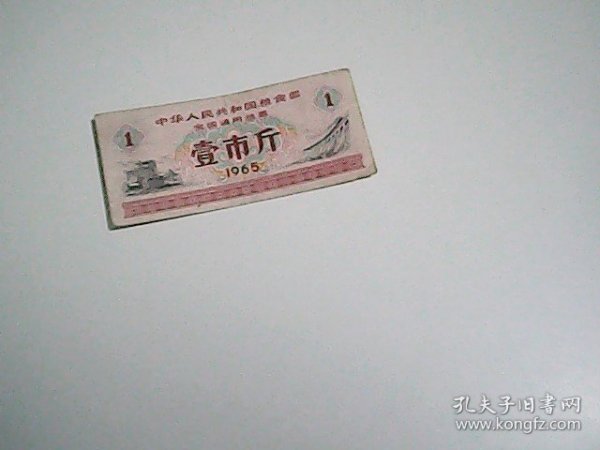 中华人民共和国粮食部
全国通用粮票
1
1
壹市斤
1965
孔夫子旧书网
www.kongfz.com